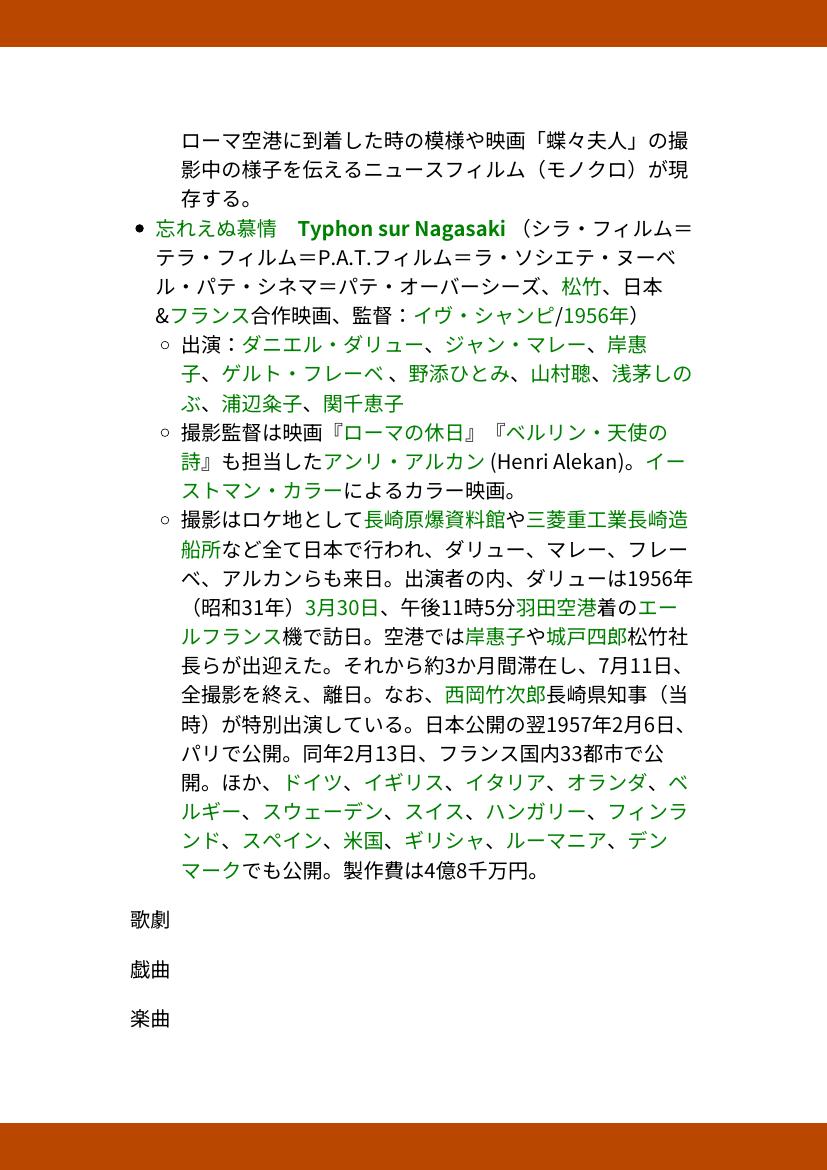 ローマ空港に到着した時の模様や映画「蝶々夫人」の撮
影中の様子を伝えるニュースフィルム（モノクロ）が現
存する。
忘れえぬ慕情　Typhon sur Nagasaki （シラ・フィルム＝
テラ・フィルム＝P.A.T.フィルム＝ラ・ソシエテ・ヌーベ
ル・パテ・シネマ＝パテ・オーバーシーズ、松竹、日本
&フランス合作映画、監督：イヴ・シャンピ/1956年）
出演：ダニエル・ダリュー、ジャン・マレー、岸惠
子、ゲルト・フレーベ 、野添ひとみ、山村聰、浅茅しの
ぶ、浦辺粂子、関千恵子
撮影監督は映画『ローマの休日』『ベルリン・天使の
詩』も担当したアンリ・アルカン (Henri Alekan)。イー
ストマン・カラーによるカラー映画。
撮影はロケ地として長崎原爆資料館や三菱重工業長崎造
船所など全て日本で行われ、ダリュー、マレー、フレー
ベ、アルカンらも来日。出演者の内、ダリューは1956年
（昭和31年）3月30日、午後11時5分羽田空港着のエー
ルフランス機で訪日。空港では岸惠子や城戸四郎松竹社
長らが出迎えた。それから約3か月間滞在し、7月11日、
全撮影を終え、離日。なお、西岡竹次郎長崎県知事（当
時）が特別出演している。日本公開の翌1957年2月6日、
パリで公開。同年2月13日、フランス国内33都市で公
開。ほか、ドイツ、イギリス、イタリア、オランダ、ベ
ルギー、スウェーデン、スイス、ハンガリー、フィンラ
ンド、スペイン、米国、ギリシャ、ルーマニア、デン
マークでも公開。製作費は4億8千万円。
歌劇
戯曲
楽曲